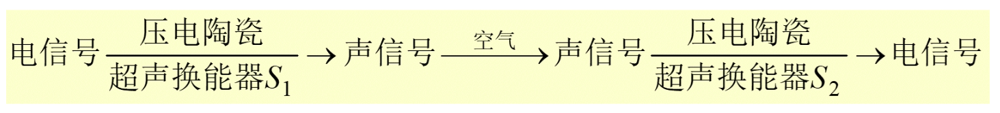 电信号 压电陶瓷 超声换能器S₁ → 声信号 空气 → 声信号 压电陶瓷 超声换能器S₂ → 电信号